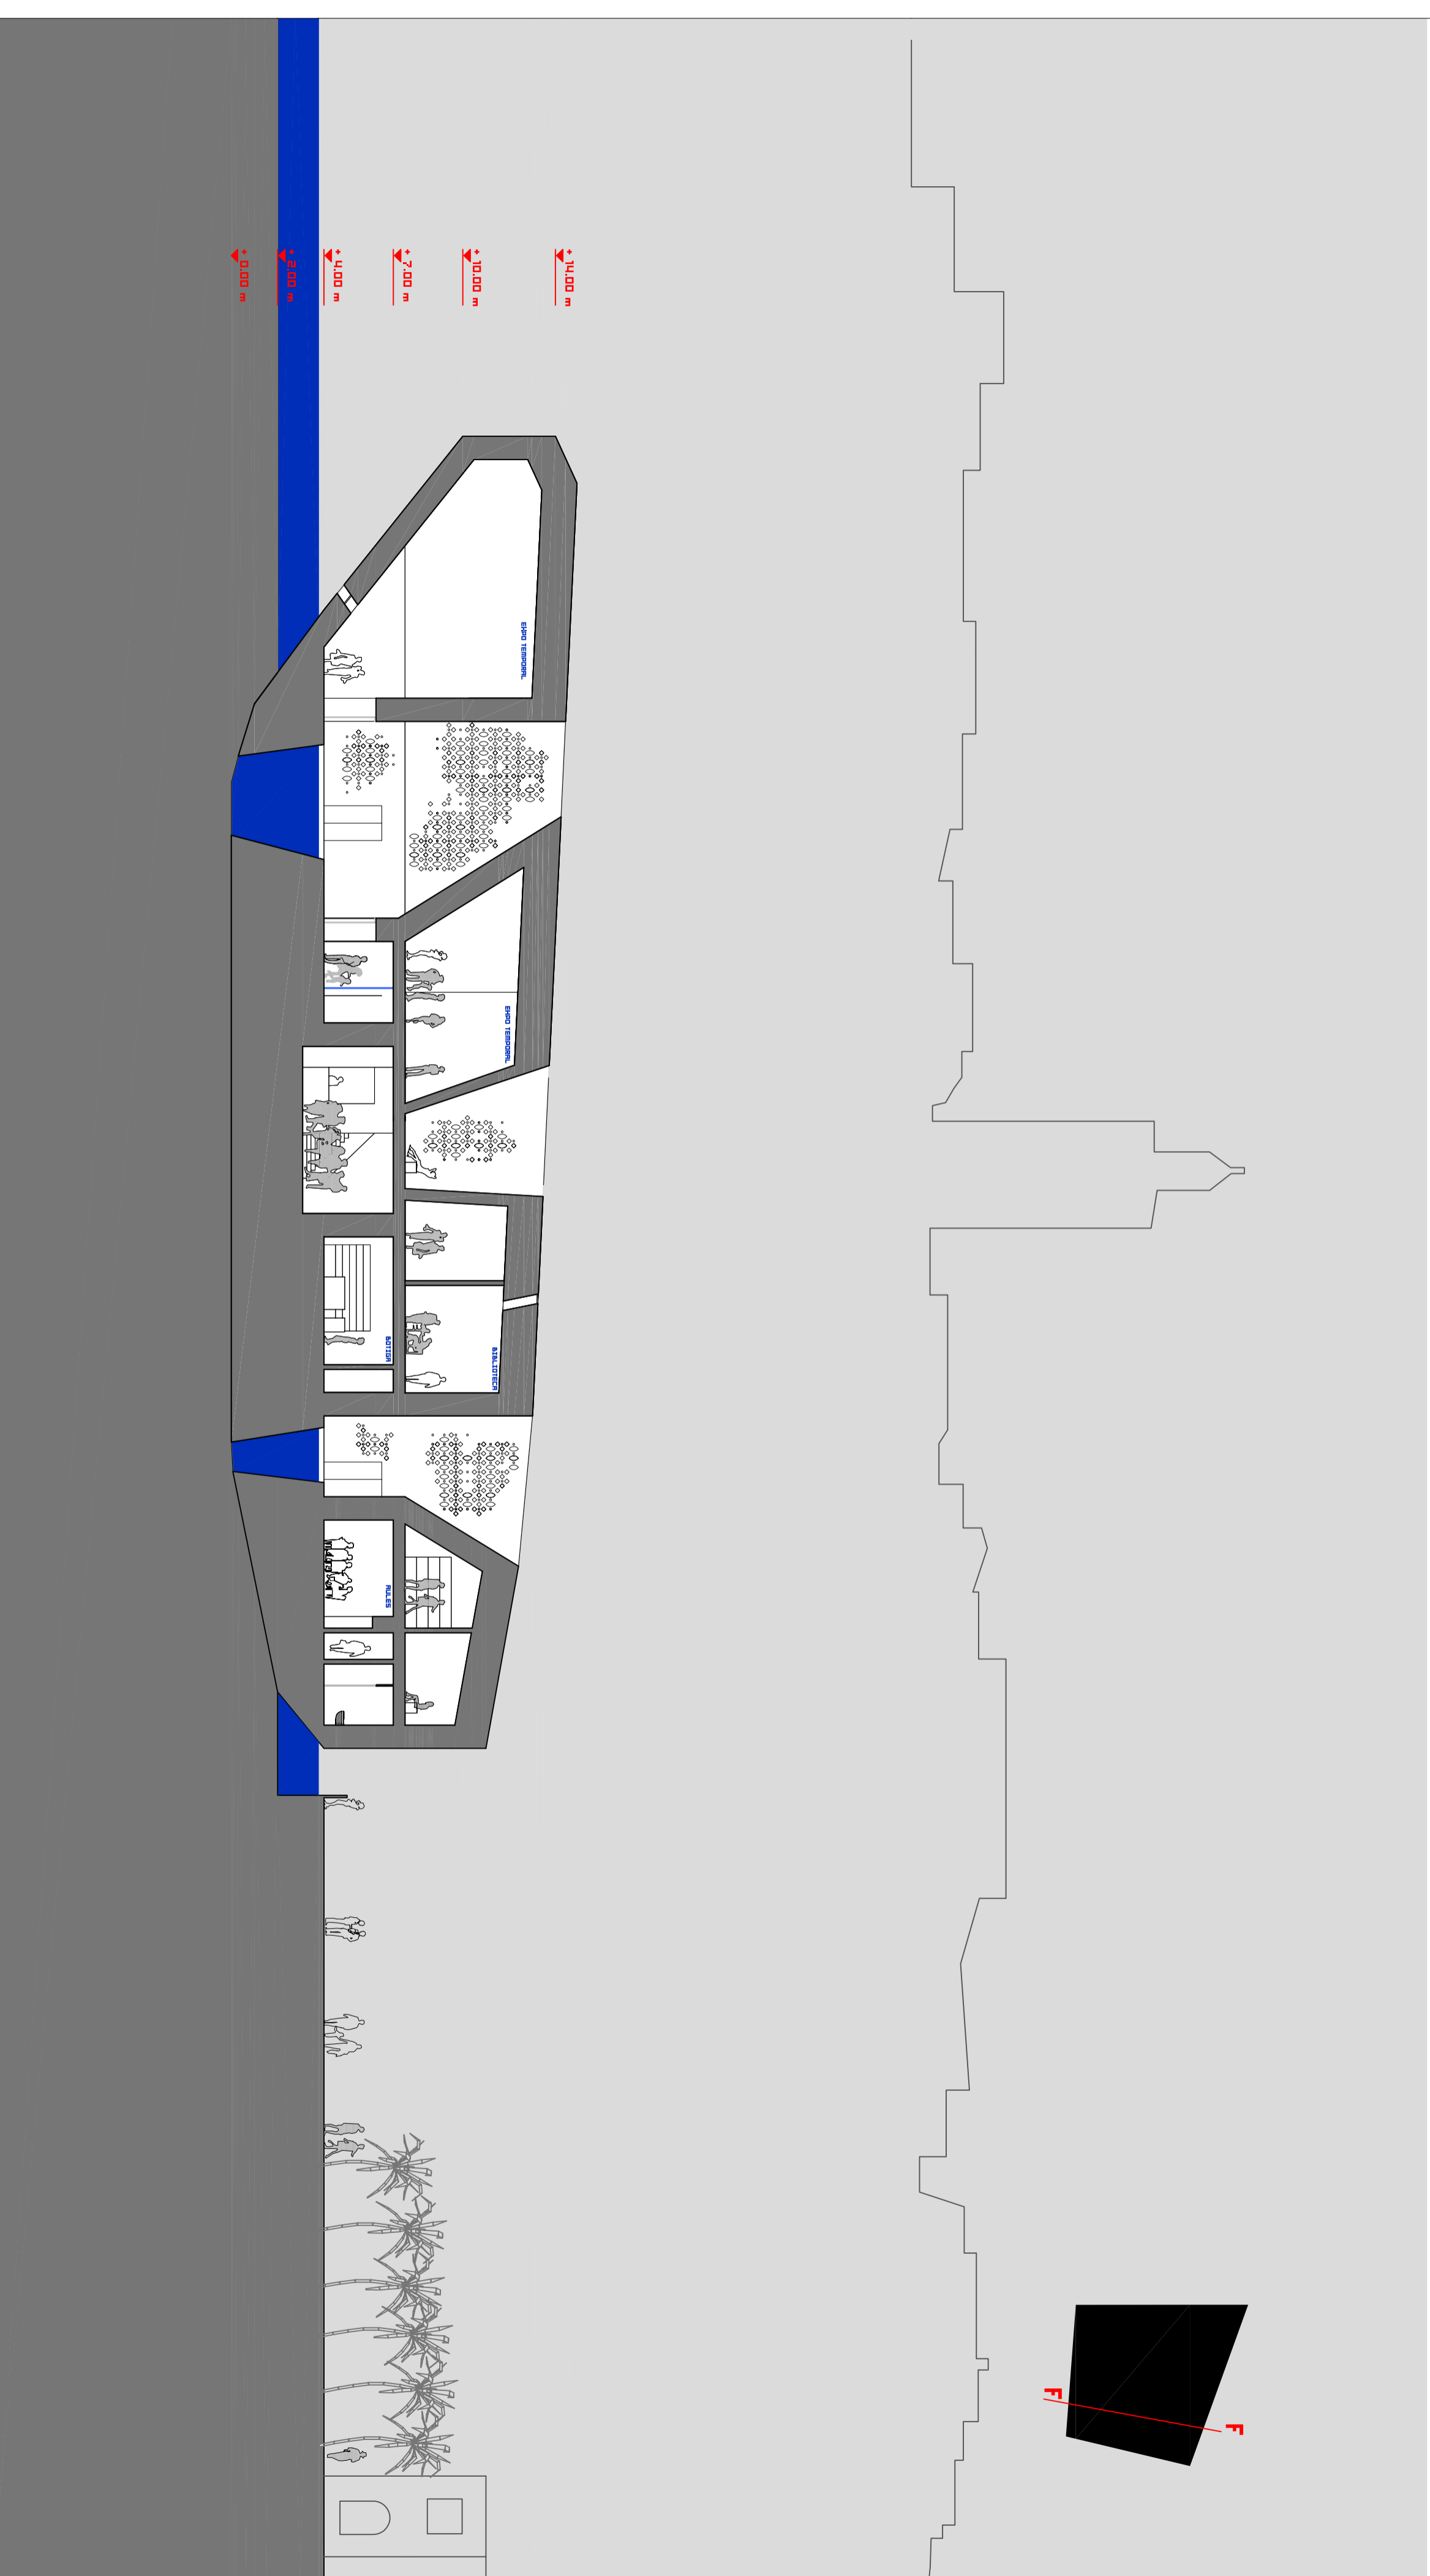 + 14.00 m
+ 10.00 m
+ 7.00 m
+ 4.00 m
+ 2.00 m
+ 0.00 m
EXPO TEMPORAL
EXPO TEMPORAL
BIBLIOTECA
BOTIGA
AULES
F
F